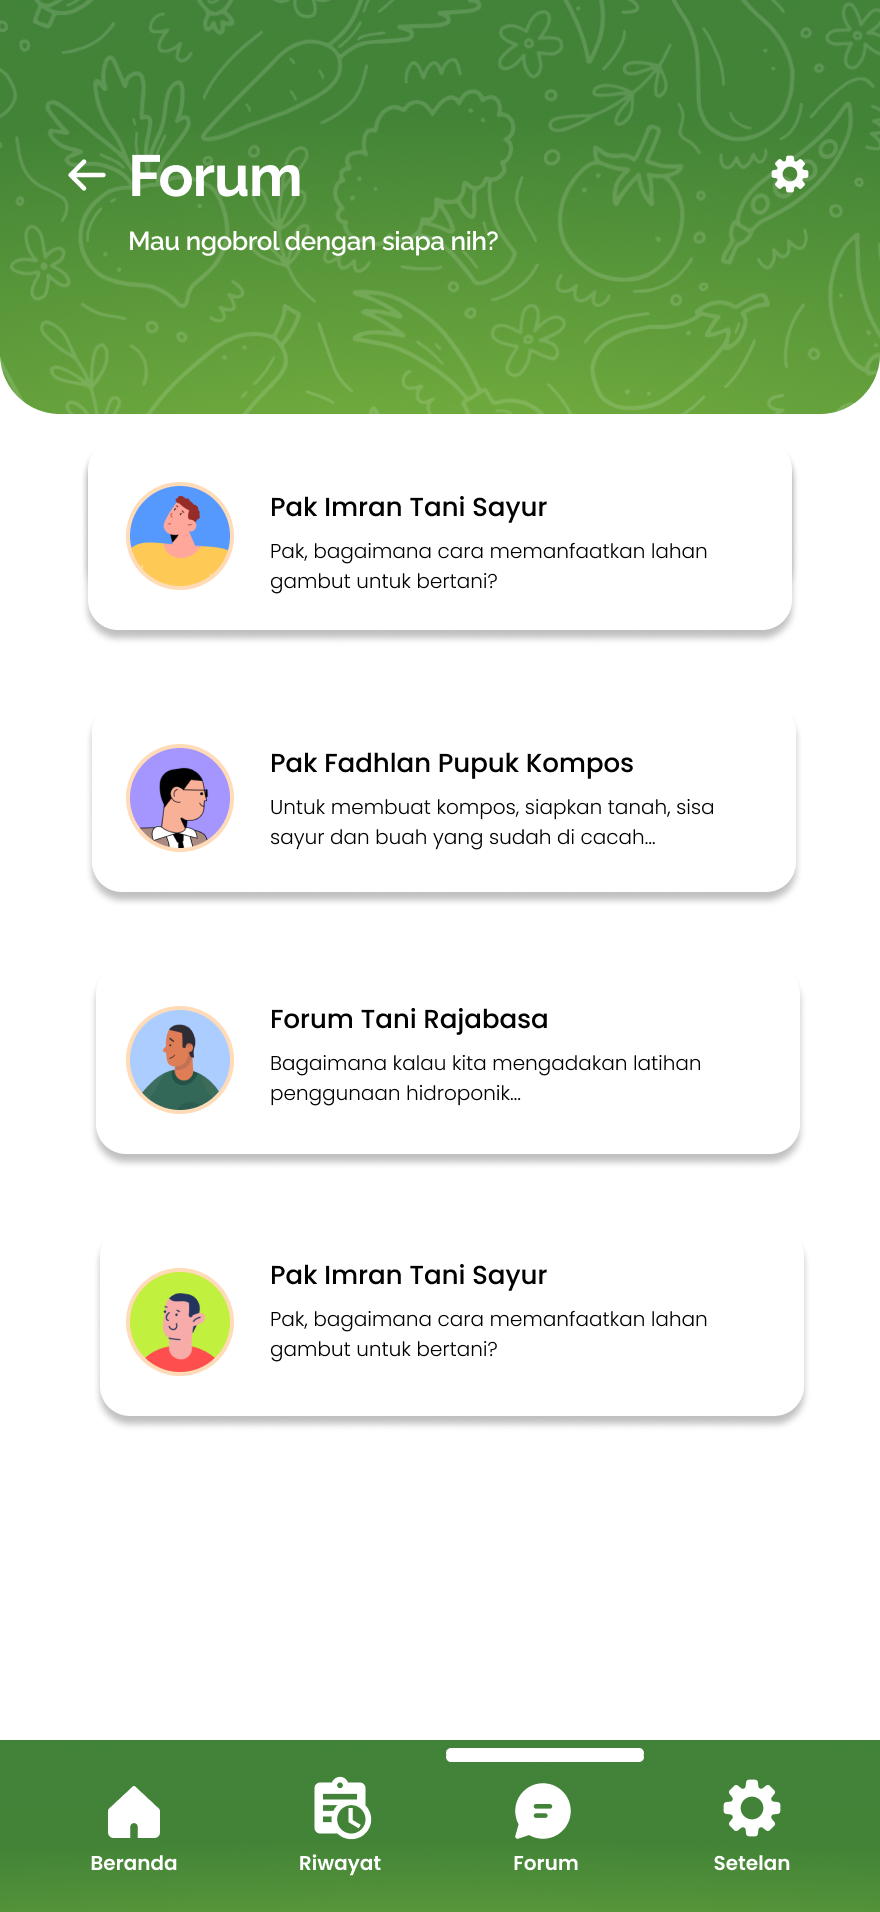 Forum
Mau ngobrol dengan siapa nih?
Pak Imran Tani Sayur
Pak, bagaimana cara memanfaatkan lahan
gambut untuk bertani?
Pak Fadhlan Pupuk Kompos
Untuk membuat kompos, siapkan tanah, sisa
sayur dan buah yang sudah di cacah...
Forum Tani Rajabasa
Bagaimana kalau kita mengadakan latihan
penggunaan hidroponik...
Pak Imran Tani Sayur
Pak, bagaimana cara memanfaatkan lahan
gambut untuk bertani?
Beranda
Riwayat
Forum
Setelan